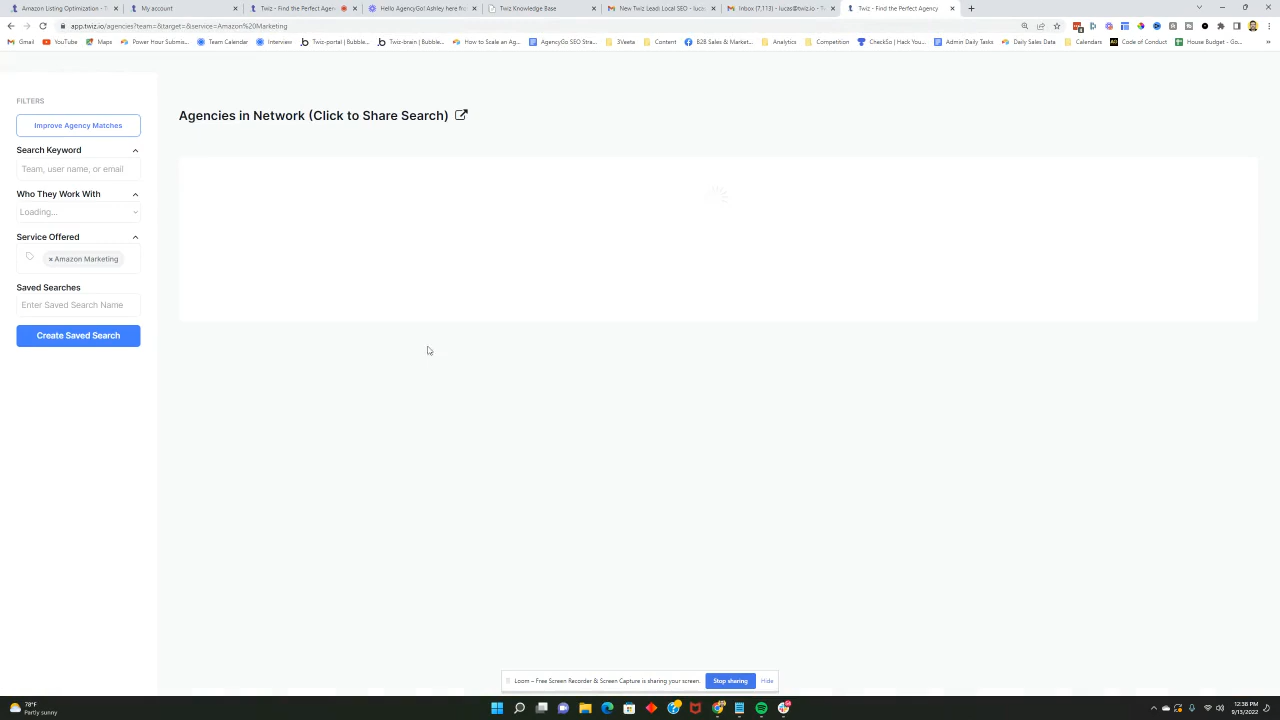 Amazon Listing Optimization - T
My account
Twiz - Find the Perfect Agen
Hello AgencyGo! Ashley here fro
Twiz Knowledge Base
New Twiz Lead| Local SEO - luca
Inbox (7,113) - lucas@twiz.io - T
Twiz - Find the Perfect Agency
app.twiz.io/agencies?team=&target=&service=Amazon%20Marketing
Gmail
YouTube
Maps
Power Hour Submis...
Team Calendar
Interview
Twiz-portal | Bubble...
Twiz-brain | Bubble...
How to Scale an Ag...
AgencyGo SEO Stra...
3Veeta
Content
B2B Sales & Market...
Analytics
Competition
CheckSo | Hack You...
Admin Daily Tasks
Daily Sales Data
Calendars
Code of Conduct
House Budget - Go...
»
FILTERS
Improve Agency Matches
Search Keyword
Team, user name, or email
Who They Work With
Loading...
Service Offered
× Amazon Marketing
Saved Searches
Enter Saved Search Name
Create Saved Search
Agencies in Network (Click to Share Search)
Loom – Free Screen Recorder & Screen Capture is sharing your screen.
Stop sharing
Hide
78°F
Partly sunny
12:36 PM
9/13/2022